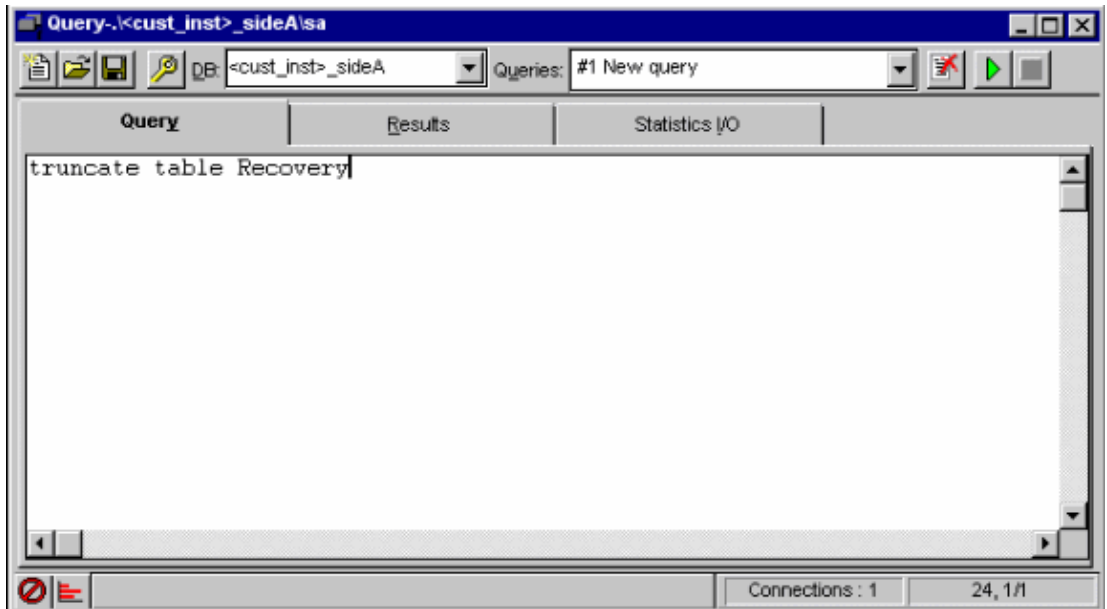 Query-.\<cust_inst>_sideA\sa
DB: <cust_inst>_sideA Queries: #1 New query
Query Results Statistics I/O
truncate table Recovery
Connections : 1 24, 1/1